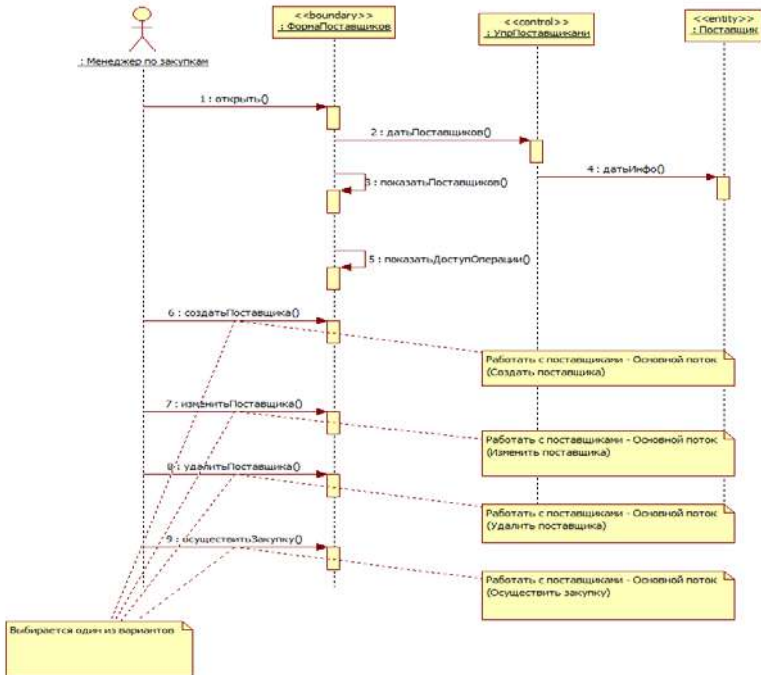 <<boundary>>
: ФормаПоставщиков
<<control>>
: УпрПоставщиками
<<entity>>
: Поставщик
: Менеджер по закупкам
1 : открыть()
2 : датьПоставщиков()
3 : показатьПоставщиков()
4 : датьИнфо()
5 : показатьДоступОперации()
6 : создатьПоставщика()
Работать с поставщиками - Основной поток
(Создать поставщика)
7 : изменитьПоставщика()
Работать с поставщиками - Основной поток
(Изменить поставщика)
8 : удалитьПоставщика()
Работать с поставщиками - Основной поток
(Удалить поставщика)
9 : осуществитьЗакупку()
Работать с поставщиками - Основной поток
(Осуществить закупку)
Выбирается один из вариантов